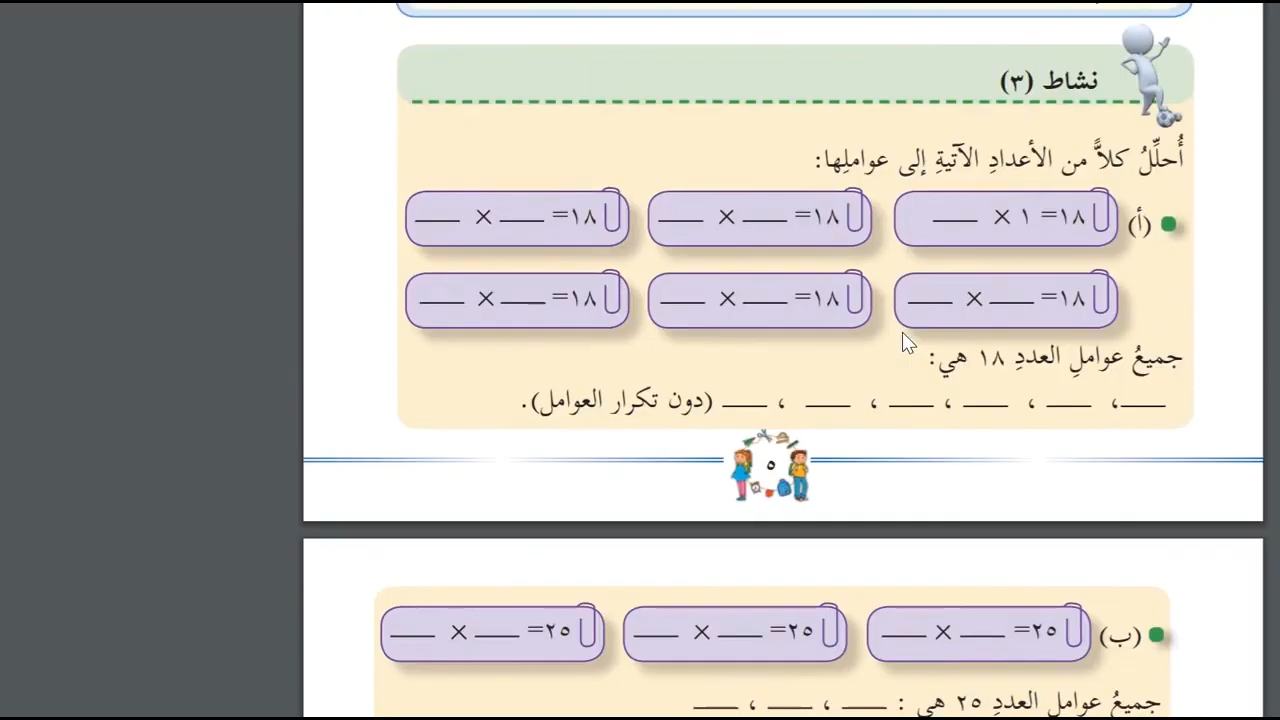 نشاط (٣)
أُحلِّلُ كلاًّ من الأعدادِ الآتيةِ إلى عواملِها:
(أ) ١٨= ١ × ___ ١٨= ___ × ___ ١٨= ___ × ___
١٨= ___ × ___ ١٨= ___ × ___ ١٨= ___ × ___
جميعُ عواملِ العددِ ١٨ هي:
___، ___ ، ___ ، ___ ، ___ ، ___ (دون تكرار العوامل).
٥
(ب) ٢٥= ___ × ___ ٢٥= ___ × ___ ٢٥= ___ × ___
جميعُ عوامل العددِ ٢٥ هي : ___ ، ___ ، ___